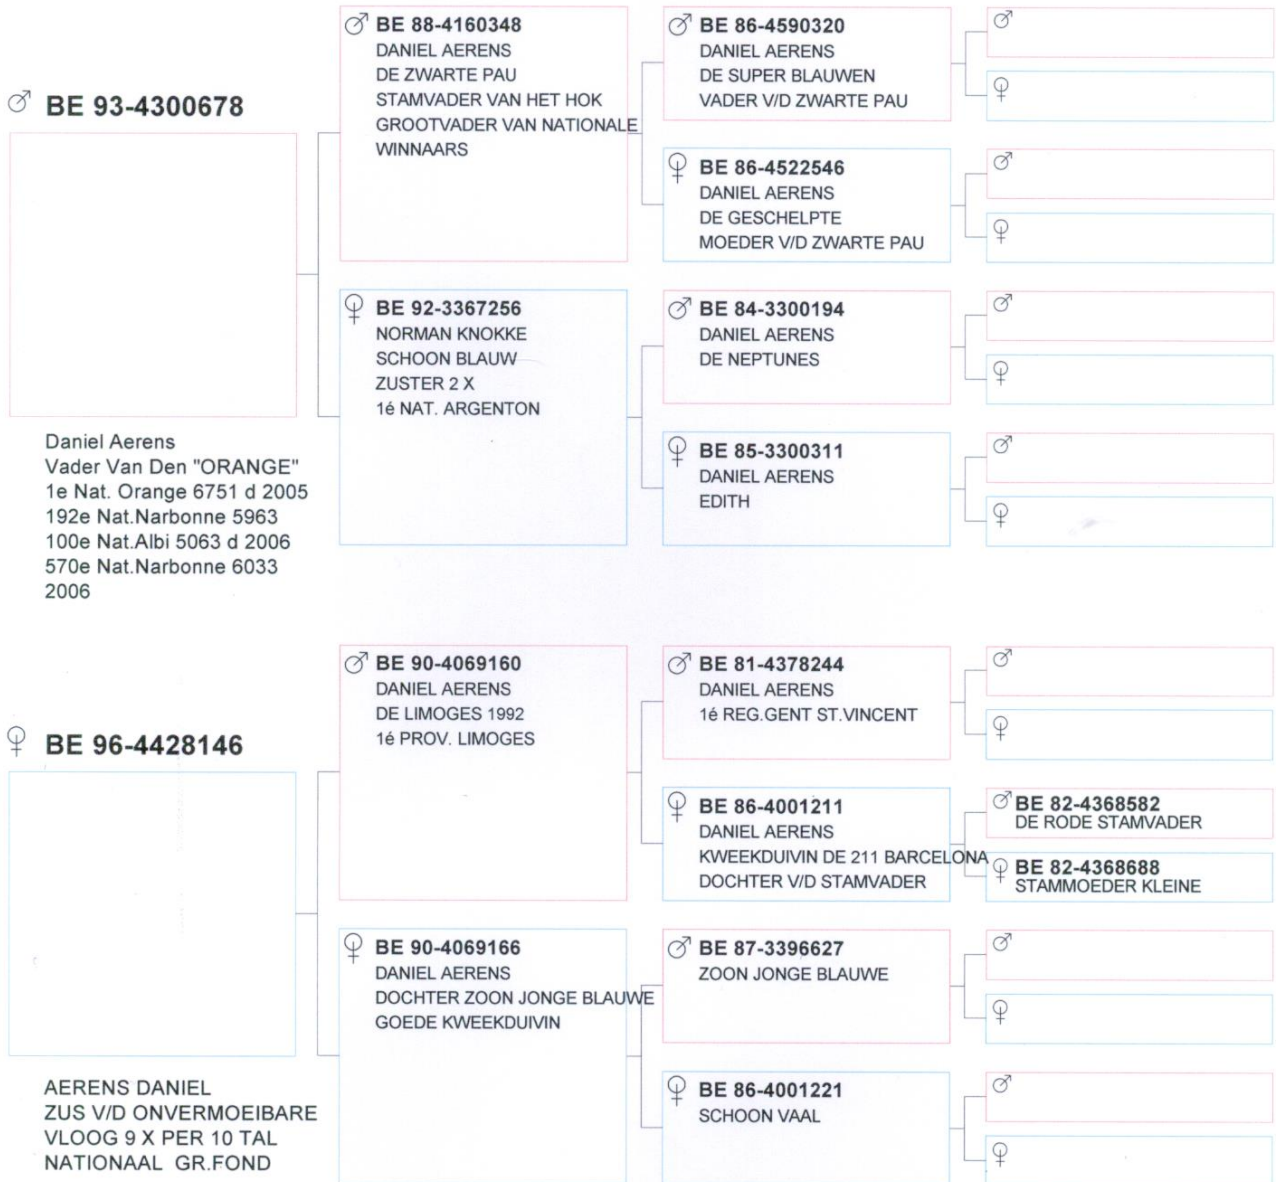 ♂ BE 93-4300678
Daniel Aerens
Vader Van Den "ORANGE"
1e Nat. Orange 6751 d 2005
192e Nat.Narbonne 5963
100e Nat.Albi 5063 d 2006
570e Nat.Narbonne 6033
2006
♂ BE 88-4160348
DANIEL AERENS
DE ZWARTE PAU
STAMVADER VAN HET HOK
GROOTVADER VAN NATIONALE
WINNAARS
♂ BE 86-4590320
DANIEL AERENS
DE SUPER BLAUWEN
VADER V/D ZWARTE PAU
♂
♀
♀ BE 86-4522546
DANIEL AERENS
DE GESCHELPTE
MOEDER V/D ZWARTE PAU
♂
♀
♀ BE 92-3367256
NORMAN KNOKKE
SCHOON BLAUW
ZUSTER 2 X
1é NAT. ARGENTON
♂ BE 84-3300194
DANIEL AERENS
DE NEPTUNES
♂
♀
♀ BE 85-3300311
DANIEL AERENS
EDITH
♂
♀
♀ BE 96-4428146
AERENS DANIEL
ZUS V/D ONVERMOEIBARE
VLOOG 9 X PER 10 TAL
NATIONAAL GR.FOND
♂ BE 90-4069160
DANIEL AERENS
DE LIMOGES 1992
1é PROV. LIMOGES
♂ BE 81-4378244
DANIEL AERENS
1é REG.GENT ST.VINCENT
♂
♀
♀ BE 86-4001211
DANIEL AERENS
KWEEKDUIVIN DE 211 BARCELONA
DOCHTER V/D STAMVADER
♂ BE 82-4368582
DE RODE STAMVADER
♀ BE 82-4368688
STAMMOEDER KLEINE
♀ BE 90-4069166
DANIEL AERENS
DOCHTER ZOON JONGE BLAUWE
GOEDE KWEEKDUIVIN
♂ BE 87-3396627
ZOON JONGE BLAUWE
♂
♀
♀ BE 86-4001221
SCHOON VAAL
♂
♀